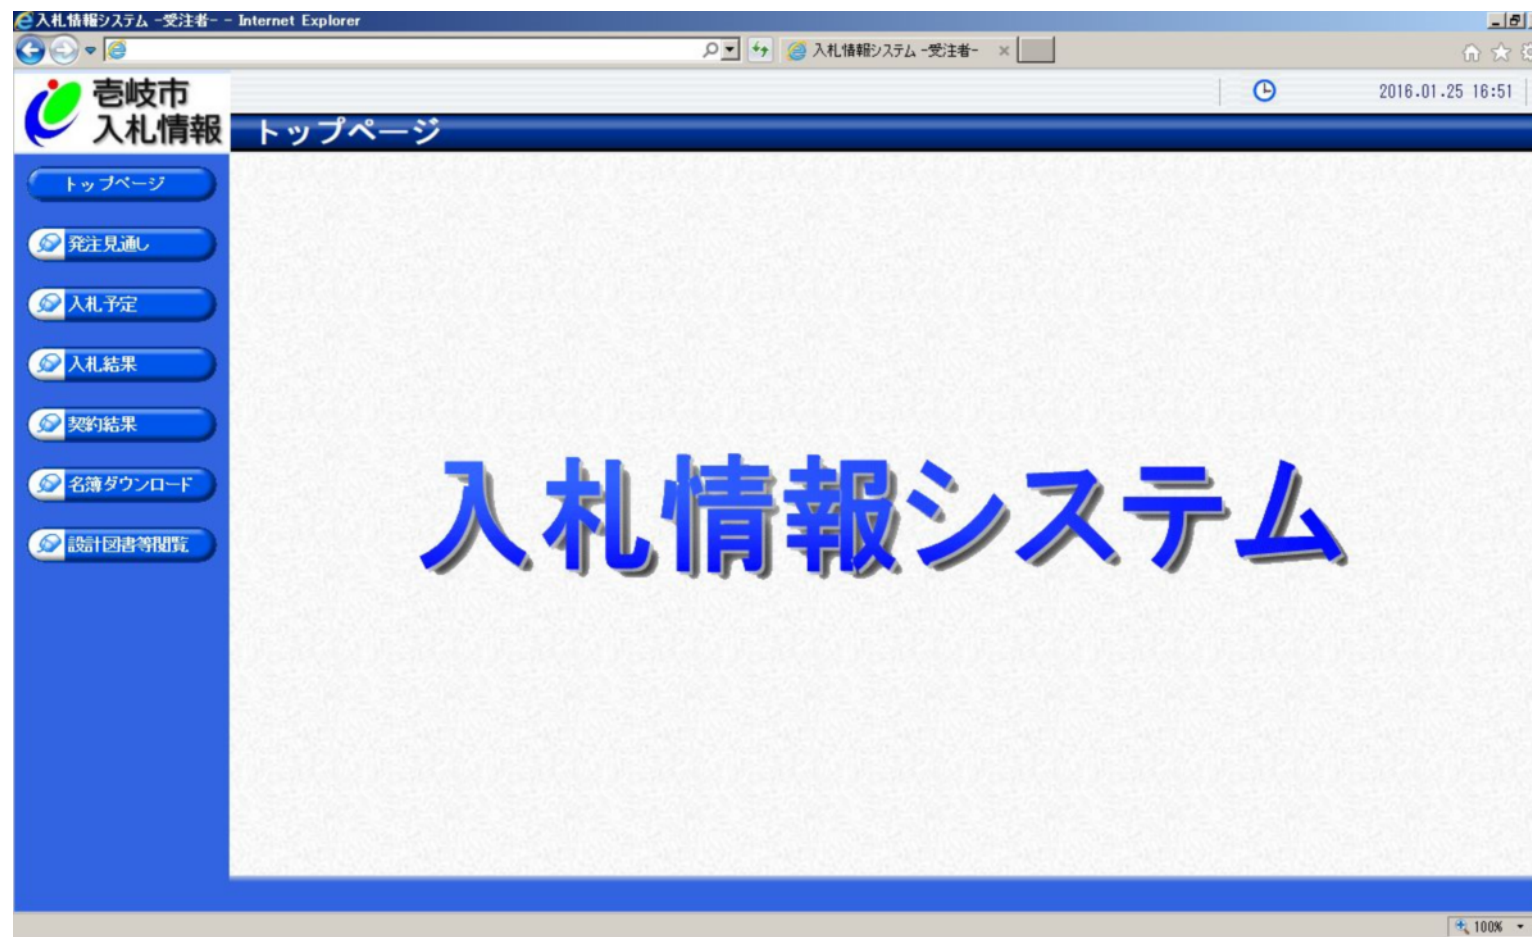 入札情報システム -受注者- - Internet Explorer
入札情報システム -受注者-
壱岐市
入札情報
2016.01.25 16:51
トップページ
トップページ
発注見通し
入札予定
入札結果
契約結果
名簿ダウンロード
設計図書等閲覧
入札情報システム
100%